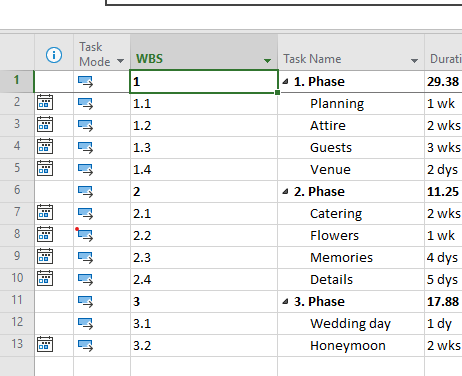 Task Mode WBS Task Name Durati
1 1 1. Phase 29.38
2 1.1 Planning 1 wk
3 1.2 Attire 2 wks
4 1.3 Guests 3 wks
5 1.4 Venue 2 dys
6 2 2. Phase 11.25
7 2.1 Catering 2 wks
8 2.2 Flowers 1 wk
9 2.3 Memories 4 dys
10 2.4 Details 5 dys
11 3 3. Phase 17.88
12 3.1 Wedding day 1 dy
13 3.2 Honeymoon 2 wks